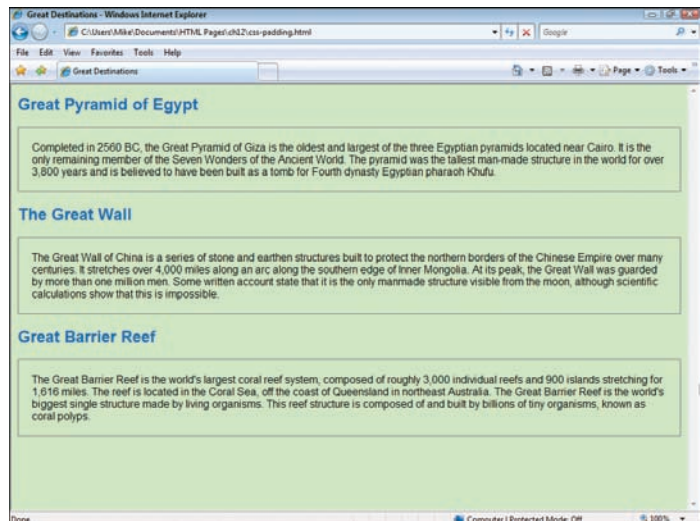 Great Destinations - Windows Internet Explorer
C:\Users\Mike\Documents\HTML Pages\ch12\css-padding.html
Google
File Edit View Favorites Tools Help
Great Destinations
Page Tools
Great Pyramid of Egypt
Completed in 2560 BC, the Great Pyramid of Giza is the oldest and largest of the three Egyptian pyramids located near Cairo. It is the
only remaining member of the Seven Wonders of the Ancient World. The pyramid was the tallest man-made structure in the world for over
3,800 years and is believed to have been built as a tomb for Fourth dynasty Egyptian pharaoh Khufu.
The Great Wall
The Great Wall of China is a series of stone and earthen structures built to protect the northern borders of the Chinese Empire over many
centuries. It stretches over 4,000 miles along an arc along the southern edge of Inner Mongolia. At its peak, the Great Wall was guarded
by more than one million men. Some written account state that it is the only manmade structure visible from the moon, although scientific
calculations show that this is impossible.
Great Barrier Reef
The Great Barrier Reef is the world's largest coral reef system, composed of roughly 3,000 individual reefs and 900 islands stretching for
1,616 miles. The reef is located in the Coral Sea, off the coast of Queensland in northeast Australia. The Great Barrier Reef is the world's
biggest single structure made by living organisms. This reef structure is composed of and built by billions of tiny organisms, known as
coral polyps.
Done
Computer | Protected Mode: Off
100%